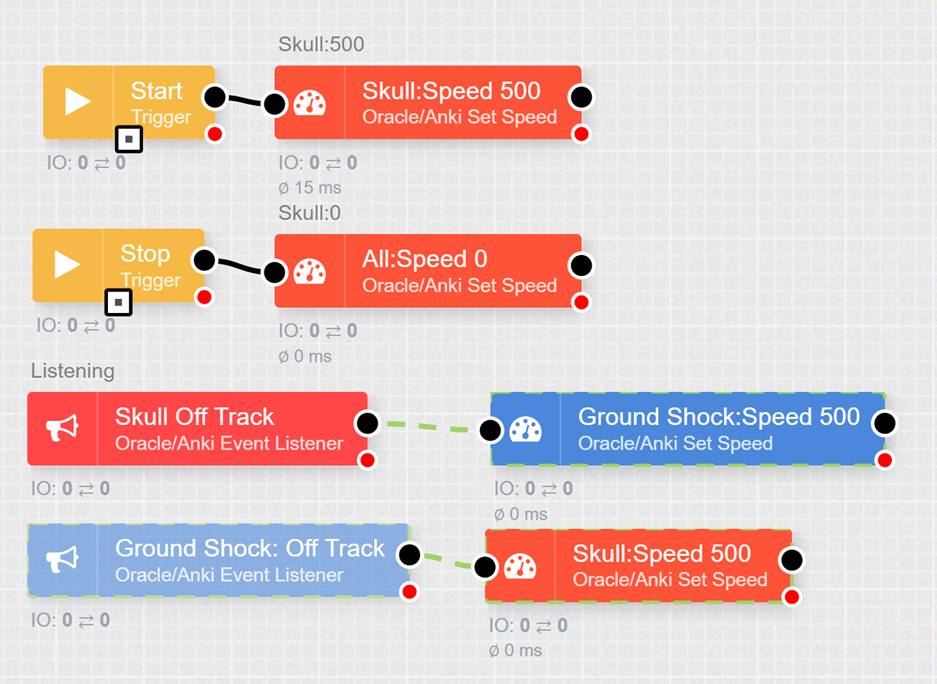 Skull:500
Start
Trigger
Skull:Speed 500
Oracle/Anki Set Speed
IO: 0 ⇄ 0
IO: 0 ⇄ 0
Ø 15 ms
Skull:0
Stop
Trigger
All:Speed 0
Oracle/Anki Set Speed
IO: 0 ⇄ 0
IO: 0 ⇄ 0
Ø 0 ms
Listening
Skull Off Track
Oracle/Anki Event Listener
Ground Shock:Speed 500
Oracle/Anki Set Speed
IO: 0 ⇄ 0
IO: 0 ⇄ 0
Ø 0 ms
Ground Shock: Off Track
Oracle/Anki Event Listener
Skull:Speed 500
Oracle/Anki Set Speed
IO: 0 ⇄ 0
IO: 0 ⇄ 0
Ø 0 ms